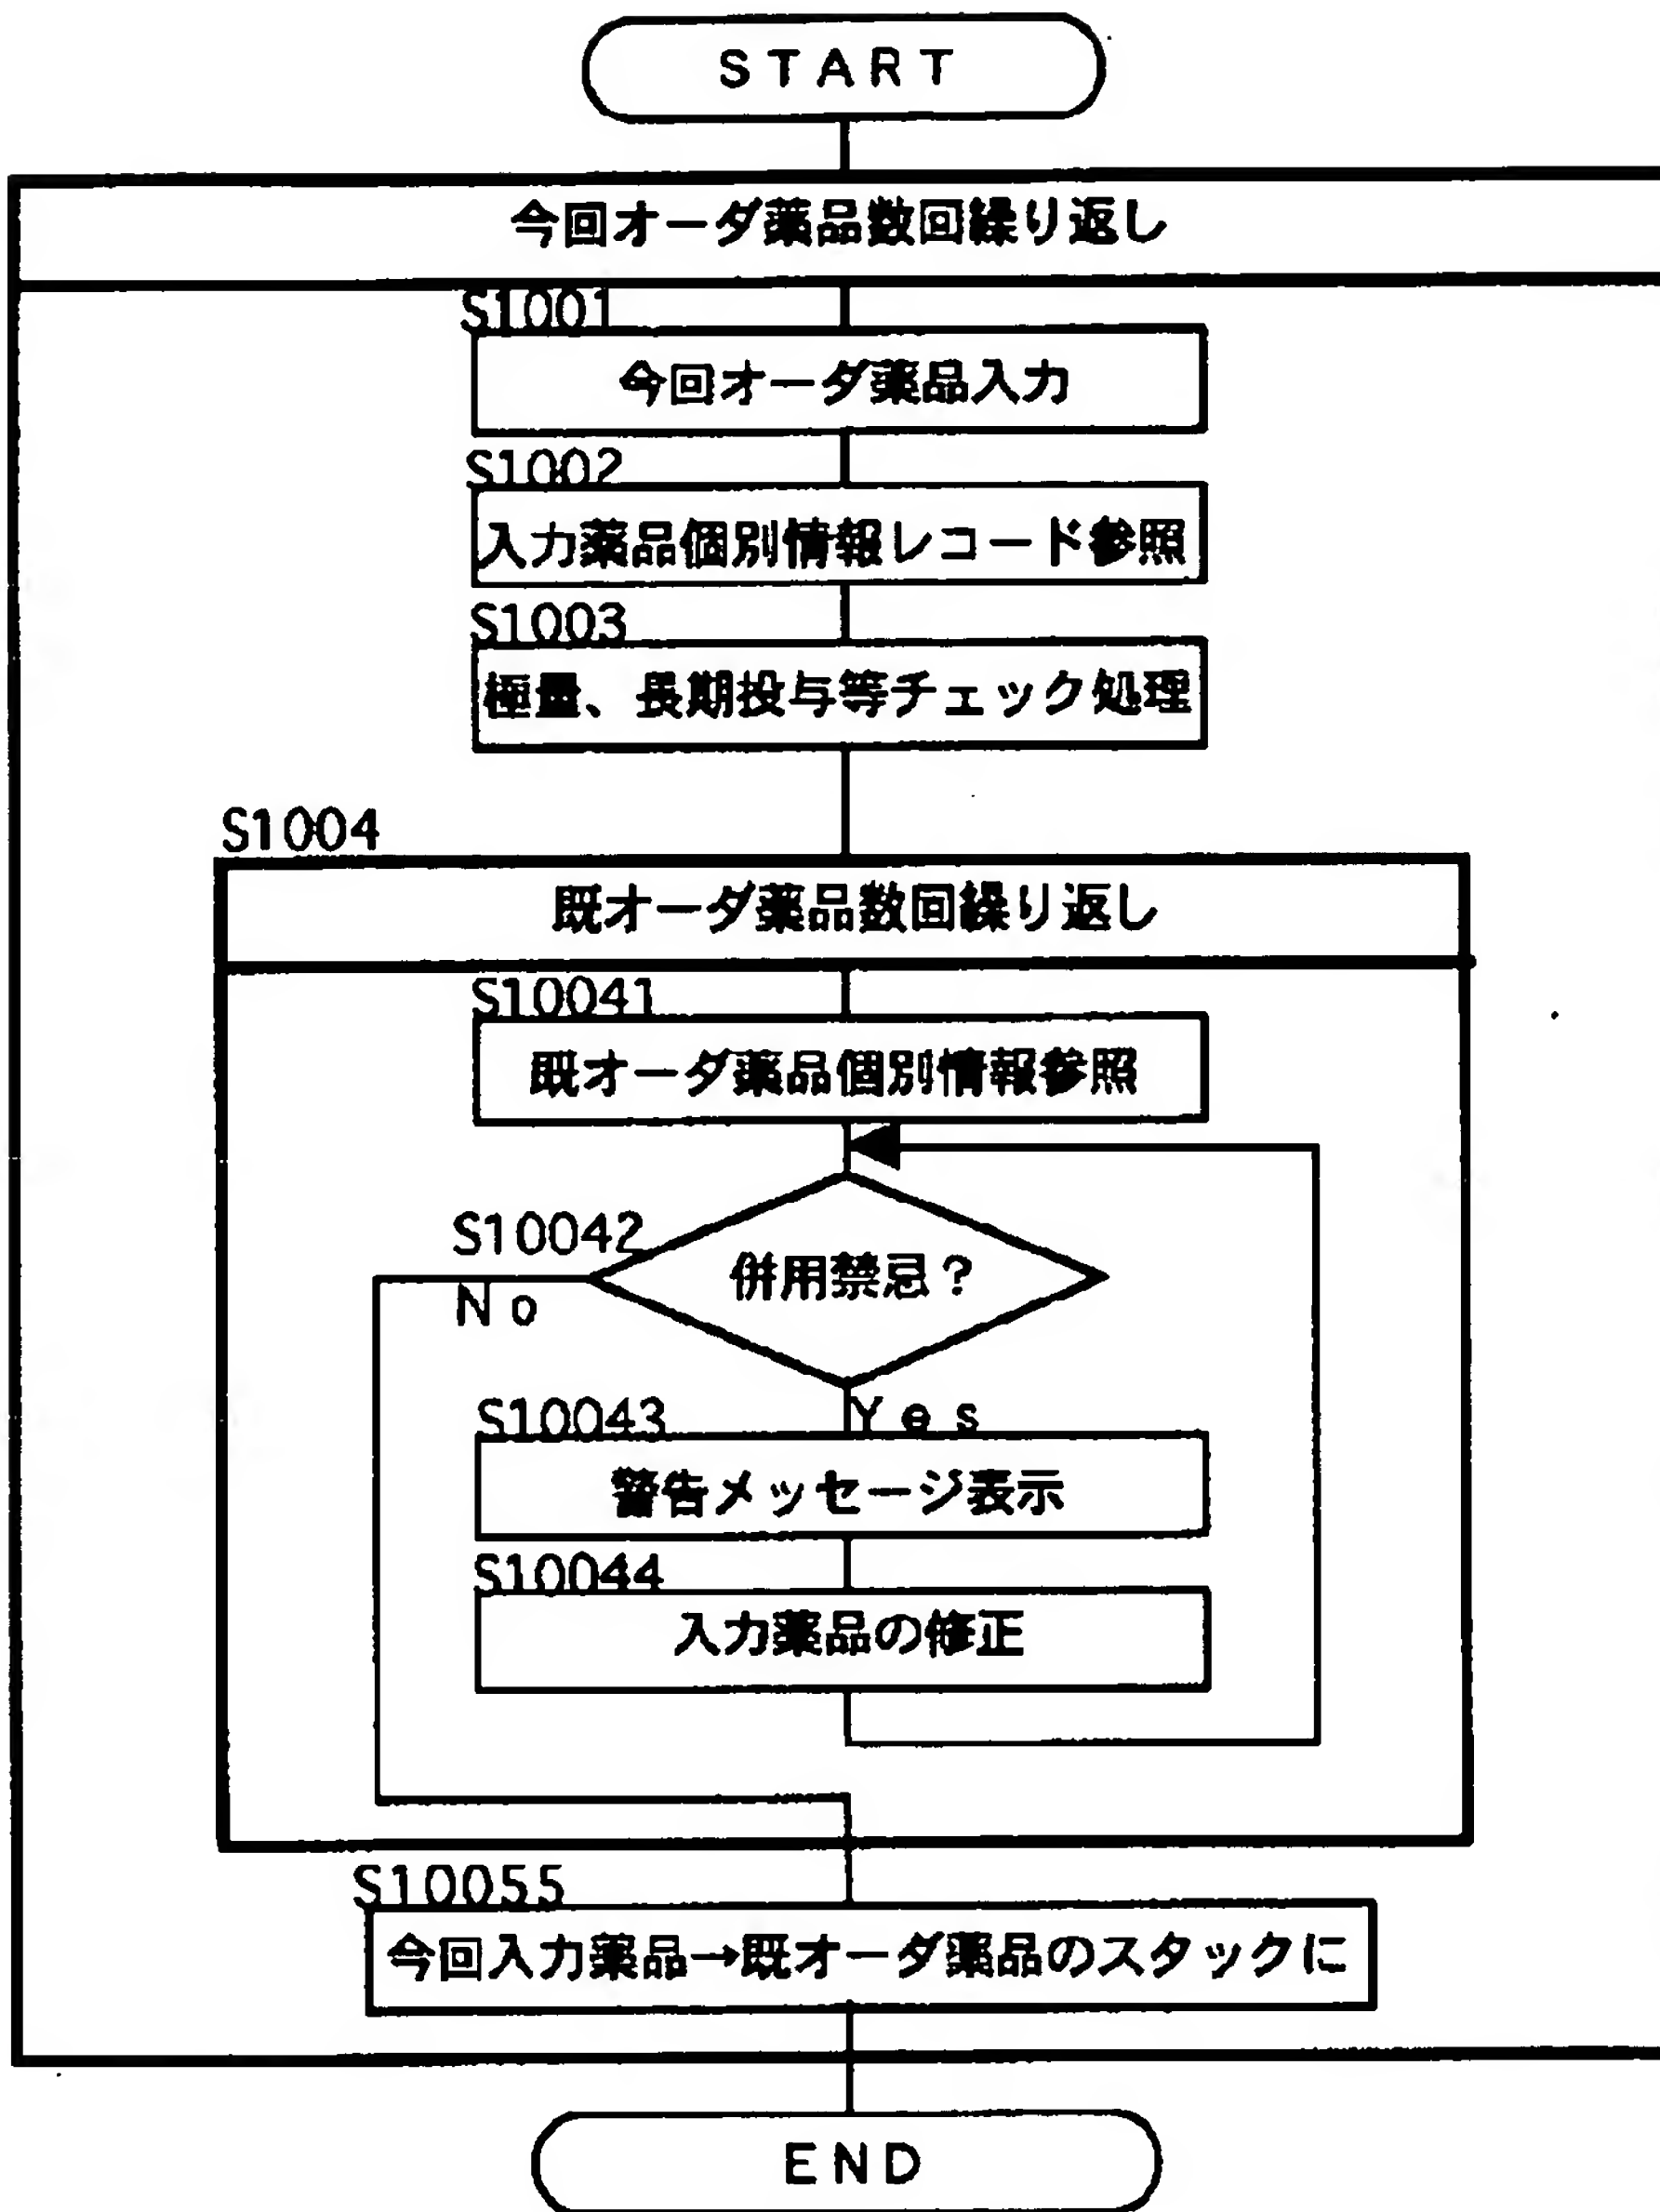 START
今回オーダ薬品数回繰り返し
S1001
今回オーダ薬品入力
S1002
入力薬品個別情報レコード参照
S1003
極量、長期投与等チェック処理
S1004
既オーダ薬品数回繰り返し
S10041
既オーダ薬品個別情報参照
S10042
併用禁忌?
No
Yes
S10043
警告メッセージ表示
S10044
入力薬品の修正
S10055
今回入力薬品→既オーダ薬品のスタックに
END